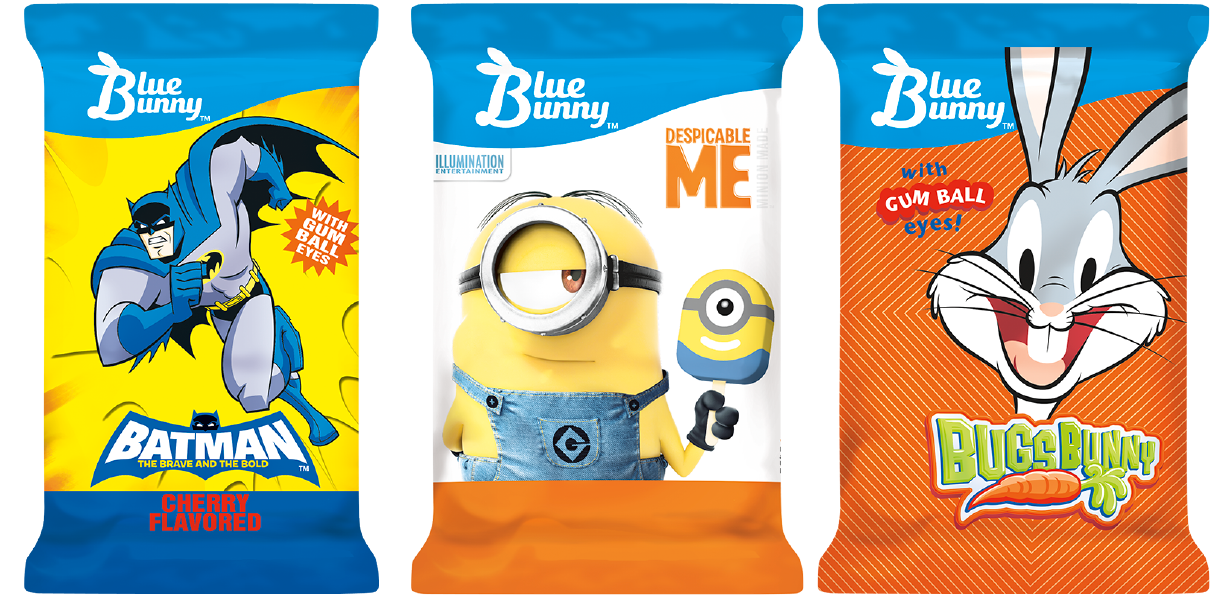 Blue
Bunny
TM
WITH
GUM
BALL
EYES
BATMAN
THE BRAVE AND THE BOLD
TM
CHERRY
FLAVORED
Blue
Bunny
TM
ILLUMINATION
ENTERTAINMENT
DESPICABLE
ME
MINION MADE
Blue
Bunny
TM
with
GUM BALL
eyes!
BUGS BUNNY